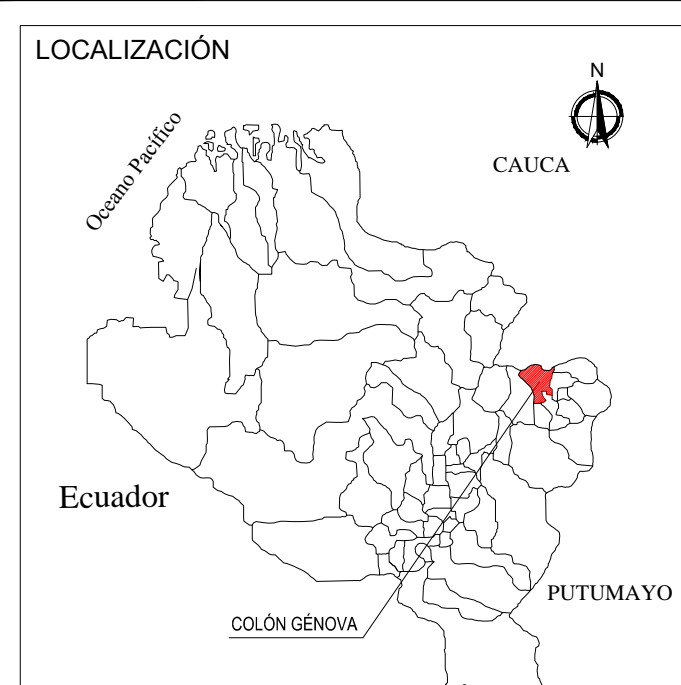 LOCALIZACIÓN
N
Oceano Pacífico
CAUCA
Ecuador
PUTUMAYO
COLÓN GÉNOVA